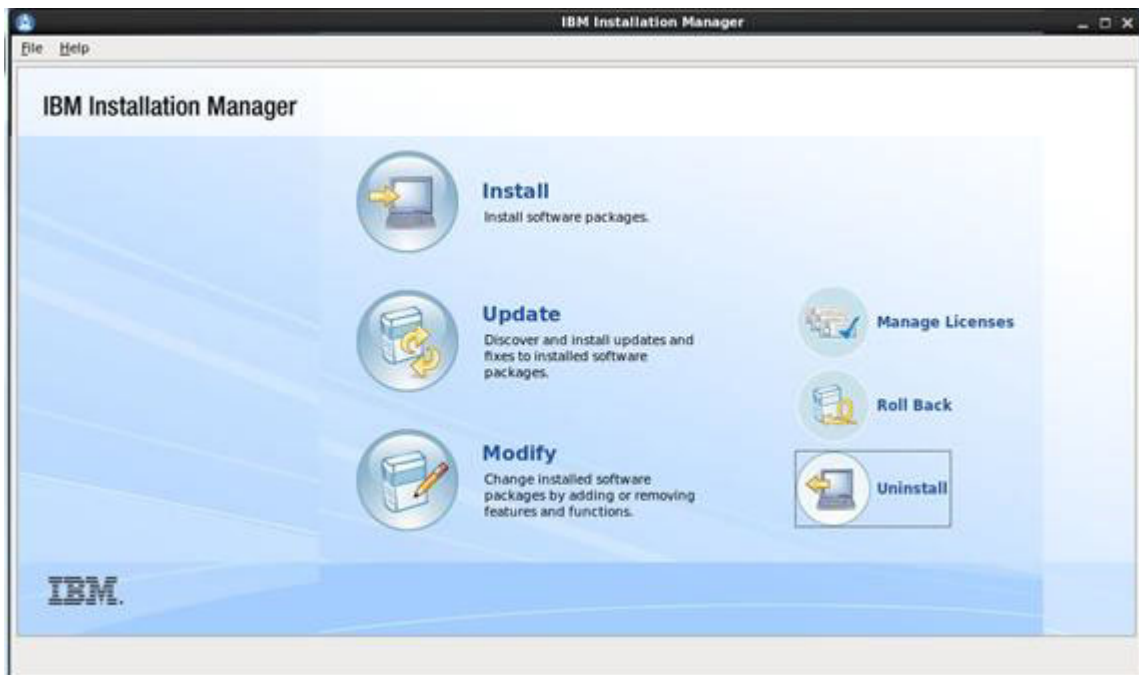 IBM Installation Manager
File Help
IBM Installation Manager
Install
Install software packages.
Update
Discover and install updates and
fixes to installed software
packages.
Modify
Change installed software
packages by adding or removing
features and functions.
Manage Licenses
Roll Back
Uninstall
IBM.